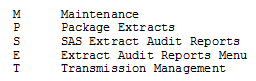 M Maintenance
P Package Extracts
S SAS Extract Audit Reports
E Extract Audit Reports Menu
T Transmission Management